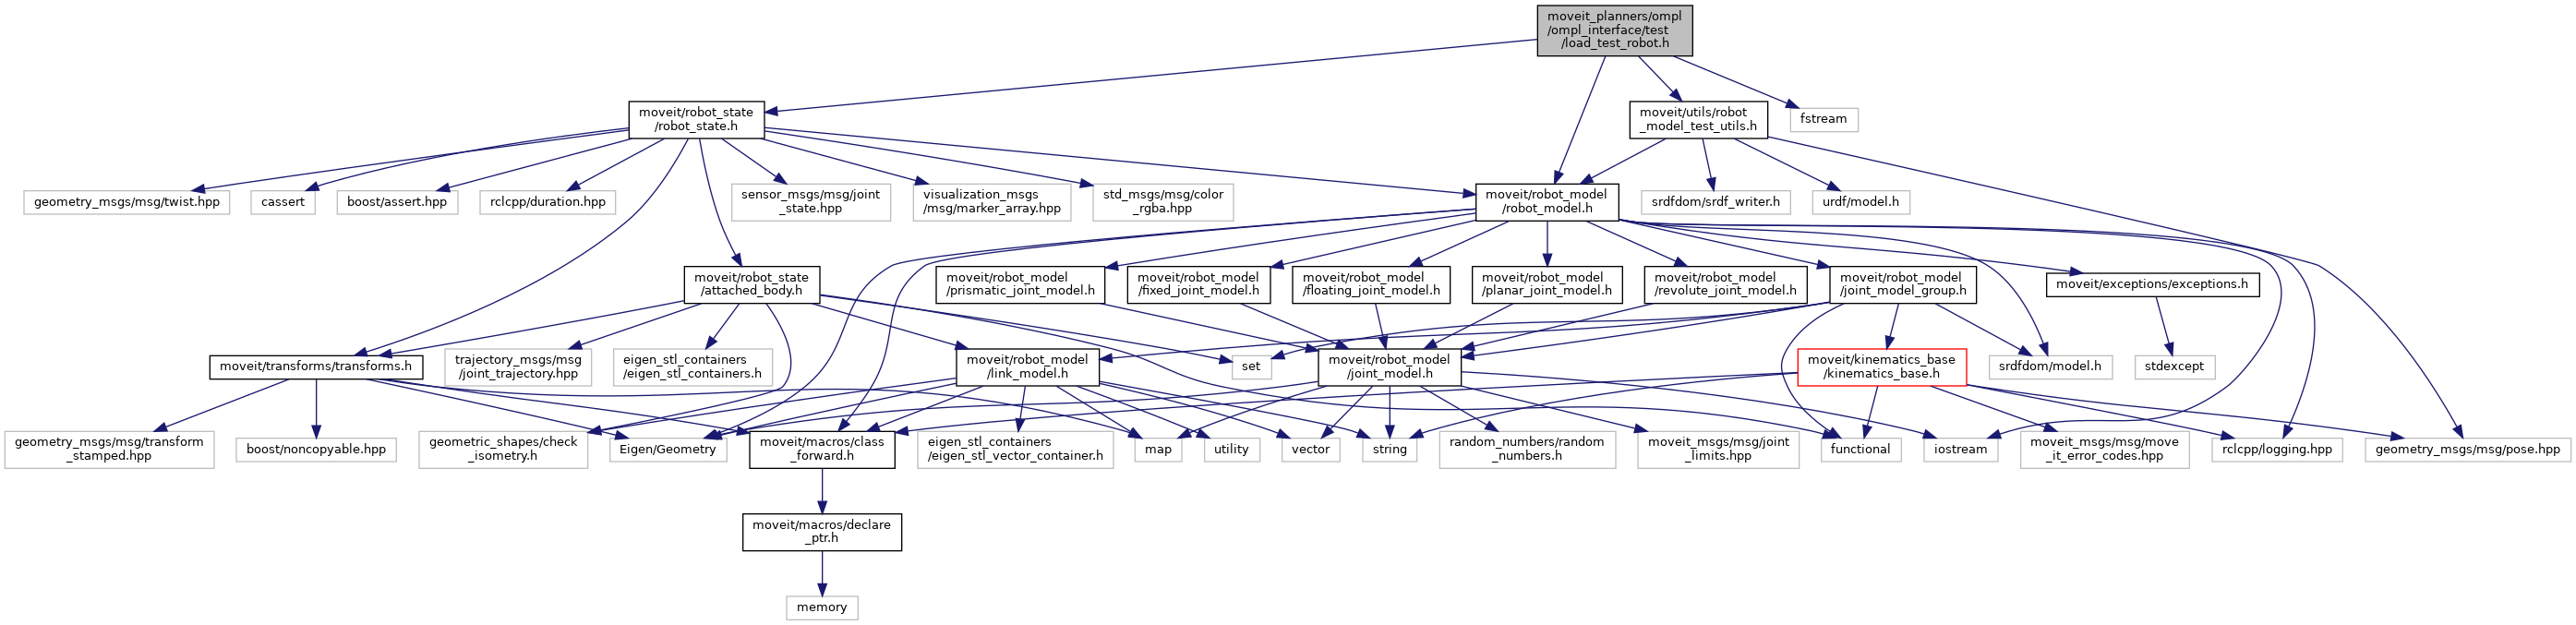 moveit_planners/ompl
/ompl_interface/test
/load_test_robot.h
moveit/robot_state
/robot_state.h
moveit/utils/robot
_model_test_utils.h
fstream
geometry_msgs/msg/twist.hpp
cassert
boost/assert.hpp
rclcpp/duration.hpp
sensor_msgs/msg/joint
_state.hpp
visualization_msgs
/msg/marker_array.hpp
std_msgs/msg/color
_rgba.hpp
moveit/robot_model
/robot_model.h
srdfdom/srdf_writer.h
urdf/model.h
moveit/robot_state
/attached_body.h
moveit/robot_model
/prismatic_joint_model.h
moveit/robot_model
/fixed_joint_model.h
moveit/robot_model
/floating_joint_model.h
moveit/robot_model
/planar_joint_model.h
moveit/robot_model
/revolute_joint_model.h
moveit/robot_model
/joint_model_group.h
moveit/exceptions/exceptions.h
moveit/transforms/transforms.h
trajectory_msgs/msg
/joint_trajectory.hpp
eigen_stl_containers
/eigen_stl_containers.h
moveit/robot_model
/link_model.h
set
moveit/robot_model
/joint_model.h
moveit/kinematics_base
/kinematics_base.h
srdfdom/model.h
stdexcept
geometry_msgs/msg/transform
_stamped.hpp
boost/noncopyable.hpp
geometric_shapes/check
_isometry.h
Eigen/Geometry
moveit/macros/class
_forward.h
eigen_stl_containers
/eigen_stl_vector_container.h
map
utility
vector
string
random_numbers/random
_numbers.h
moveit_msgs/msg/joint
_limits.hpp
functional
iostream
moveit_msgs/msg/move
_it_error_codes.hpp
rclcpp/logging.hpp
geometry_msgs/msg/pose.hpp
moveit/macros/declare
_ptr.h
memory